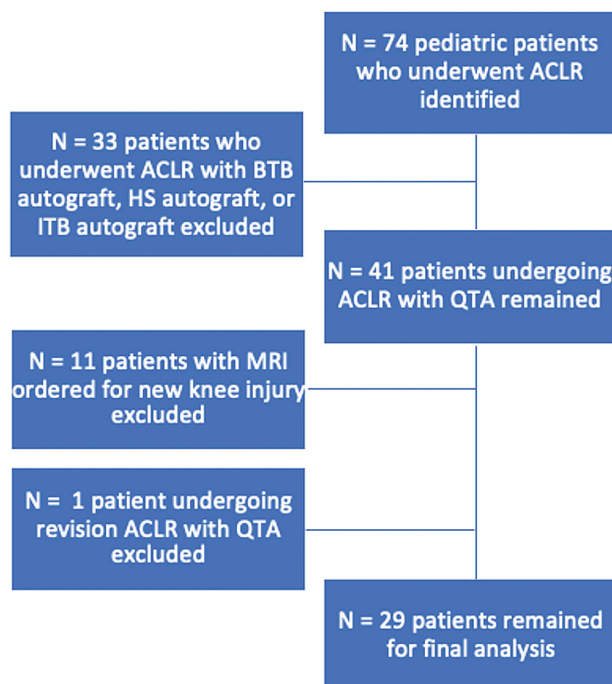 N = 74 pediatric patients
who underwent ACLR
identified
N = 33 patients who
underwent ACLR with BTB
autograft, HS autograft, or
ITB autograft excluded
N = 41 patients undergoing
ACLR with QTA remained
N = 11 patients with MRI
ordered for new knee injury
excluded
N = 1 patient undergoing
revision ACLR with QTA
excluded
N = 29 patients remained
for final analysis